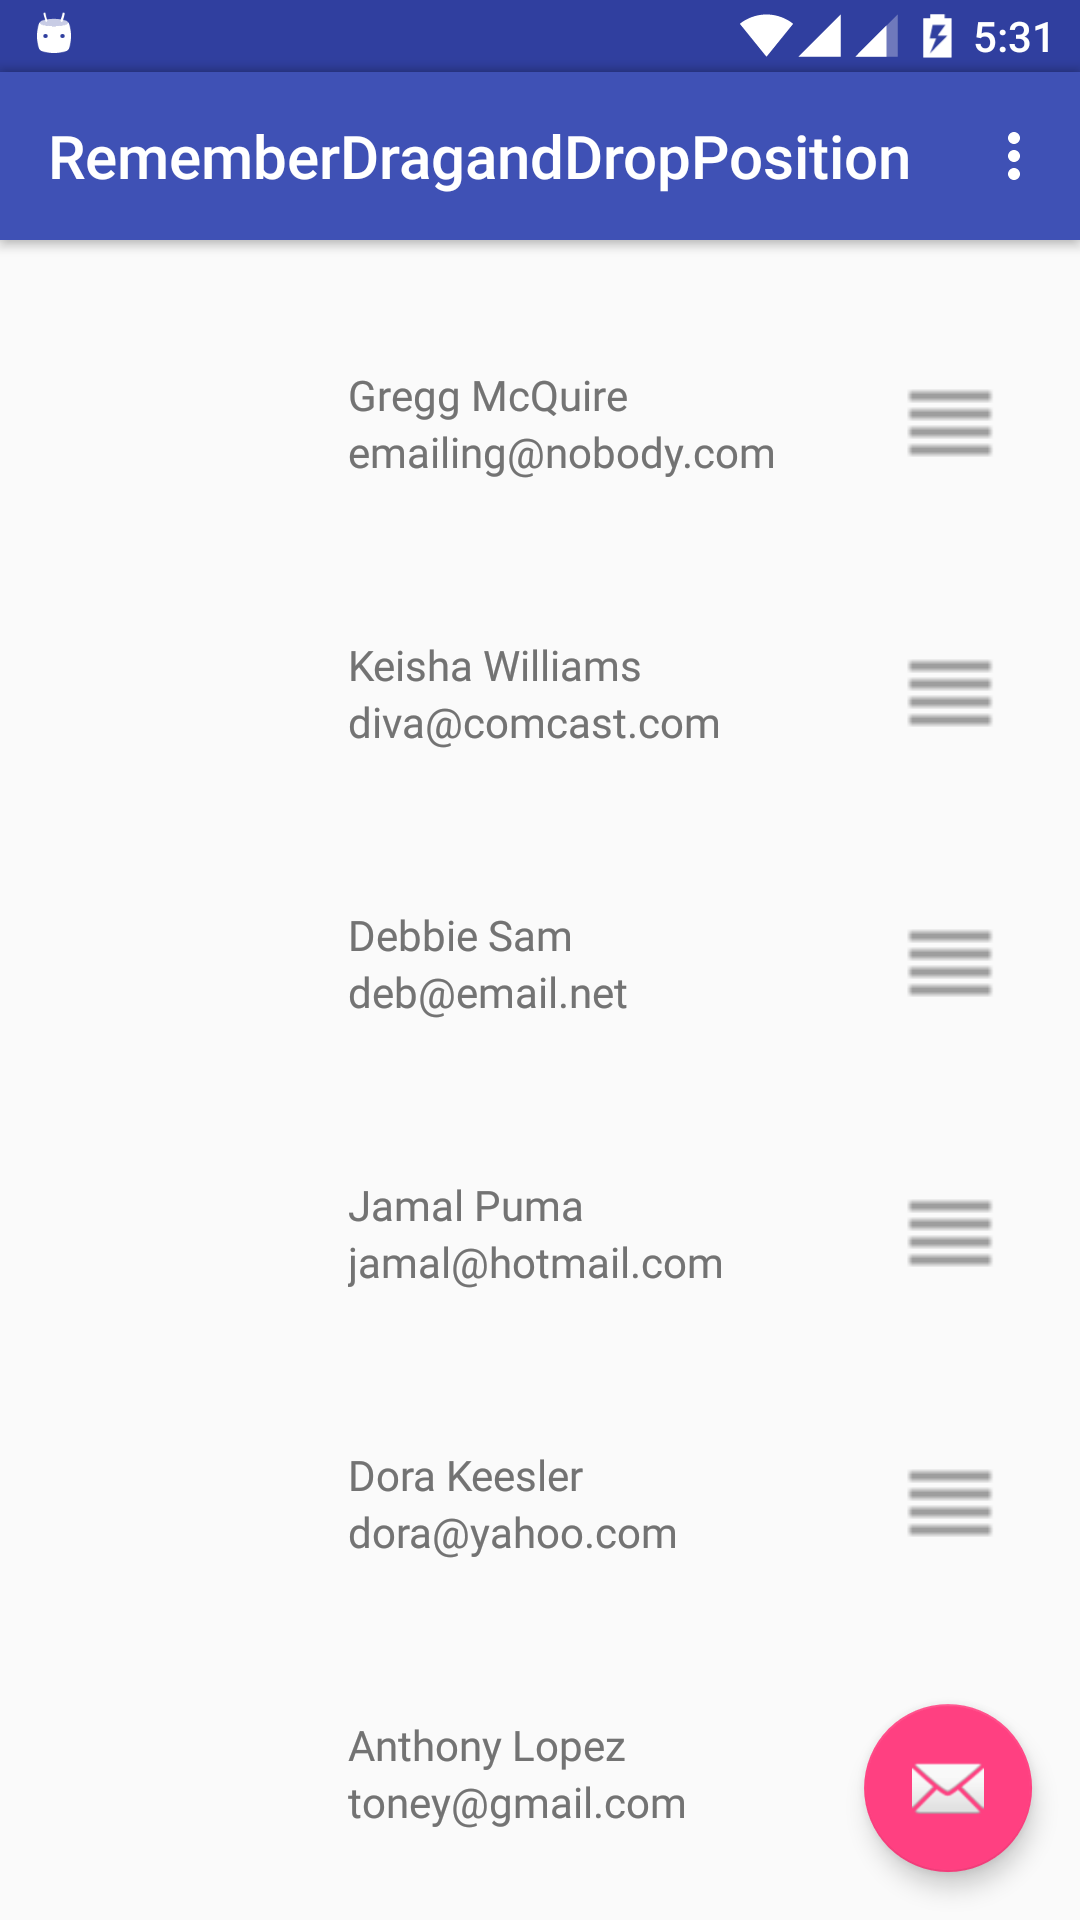 5:31
RememberDragandDropPosition
Gregg McQuire
emailing@nobody.com
Keisha Williams
diva@comcast.com
Debbie Sam
deb@email.net
Jamal Puma
jamal@hotmail.com
Dora Keesler
dora@yahoo.com
Anthony Lopez
toney@gmail.com